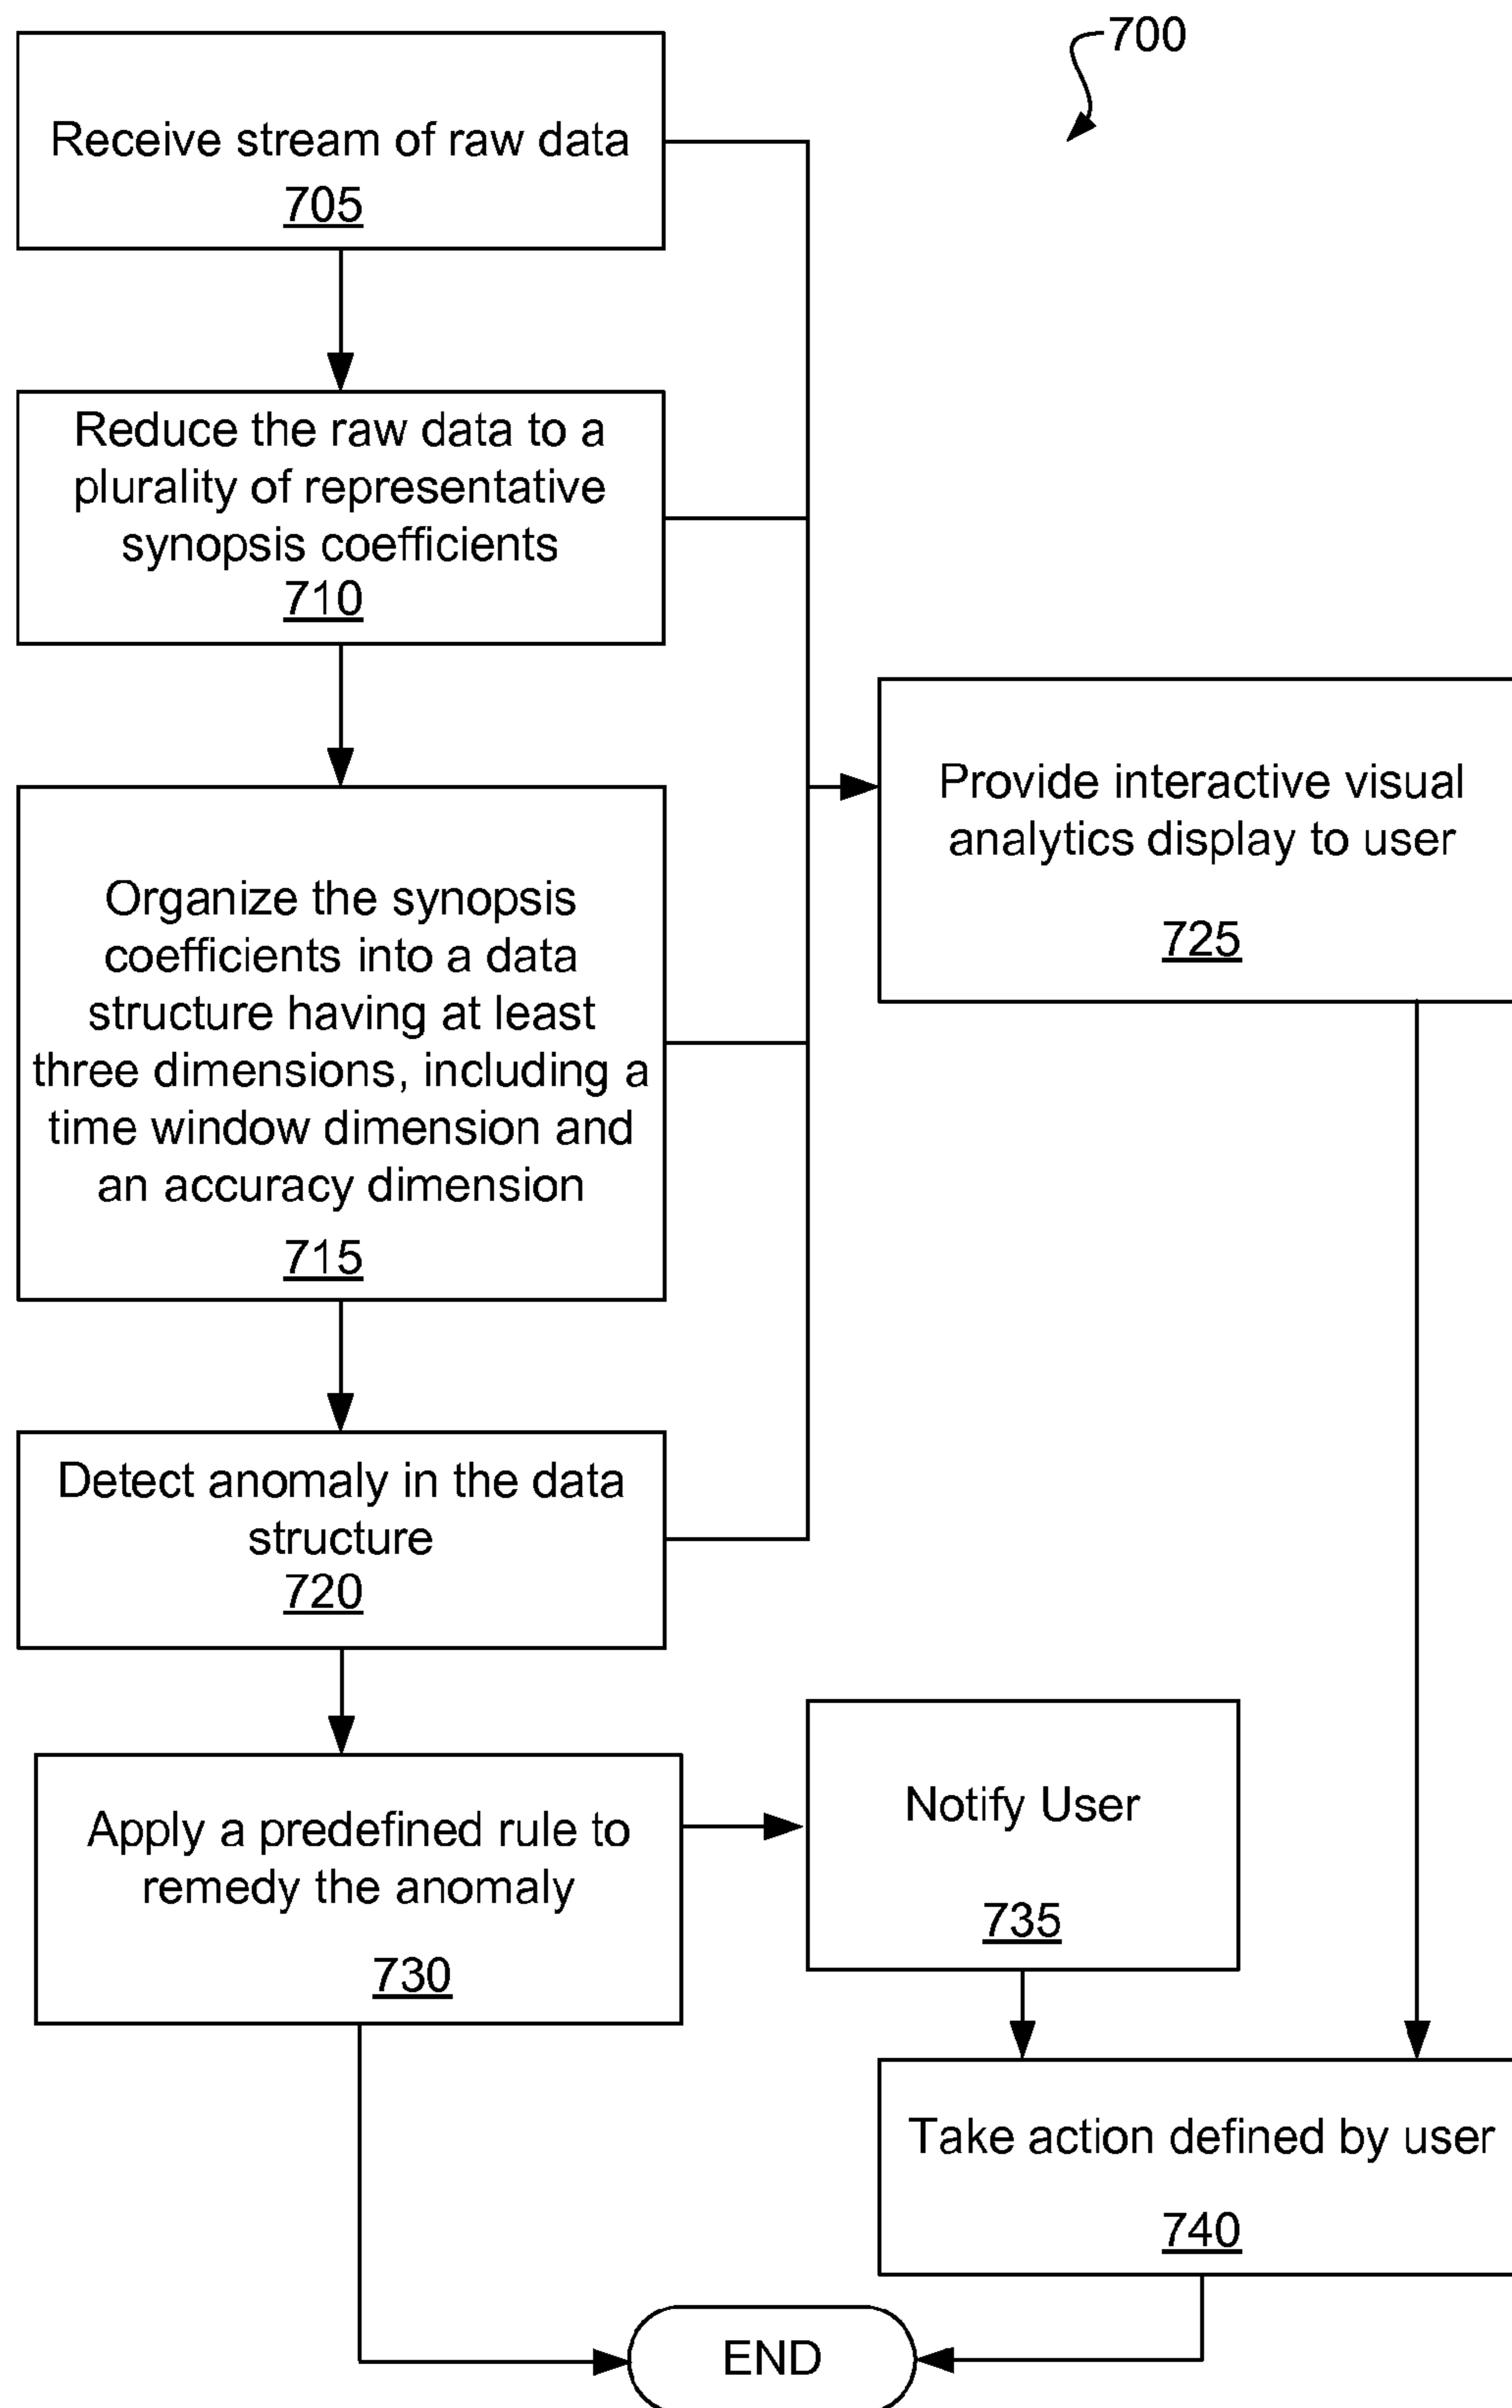 700
Receive stream of raw data
705
Reduce the raw data to a
plurality of representative
synopsis coefficients
710
Provide interactive visual
analytics display to user
725
Organize the synopsis
coefficients into a data
structure having at least
three dimensions, including a
time window dimension and
an accuracy dimension
715
Detect anomaly in the data
structure
720
Apply a predefined rule to
remedy the anomaly
730
Notify User
735
Take action defined by user
740
END